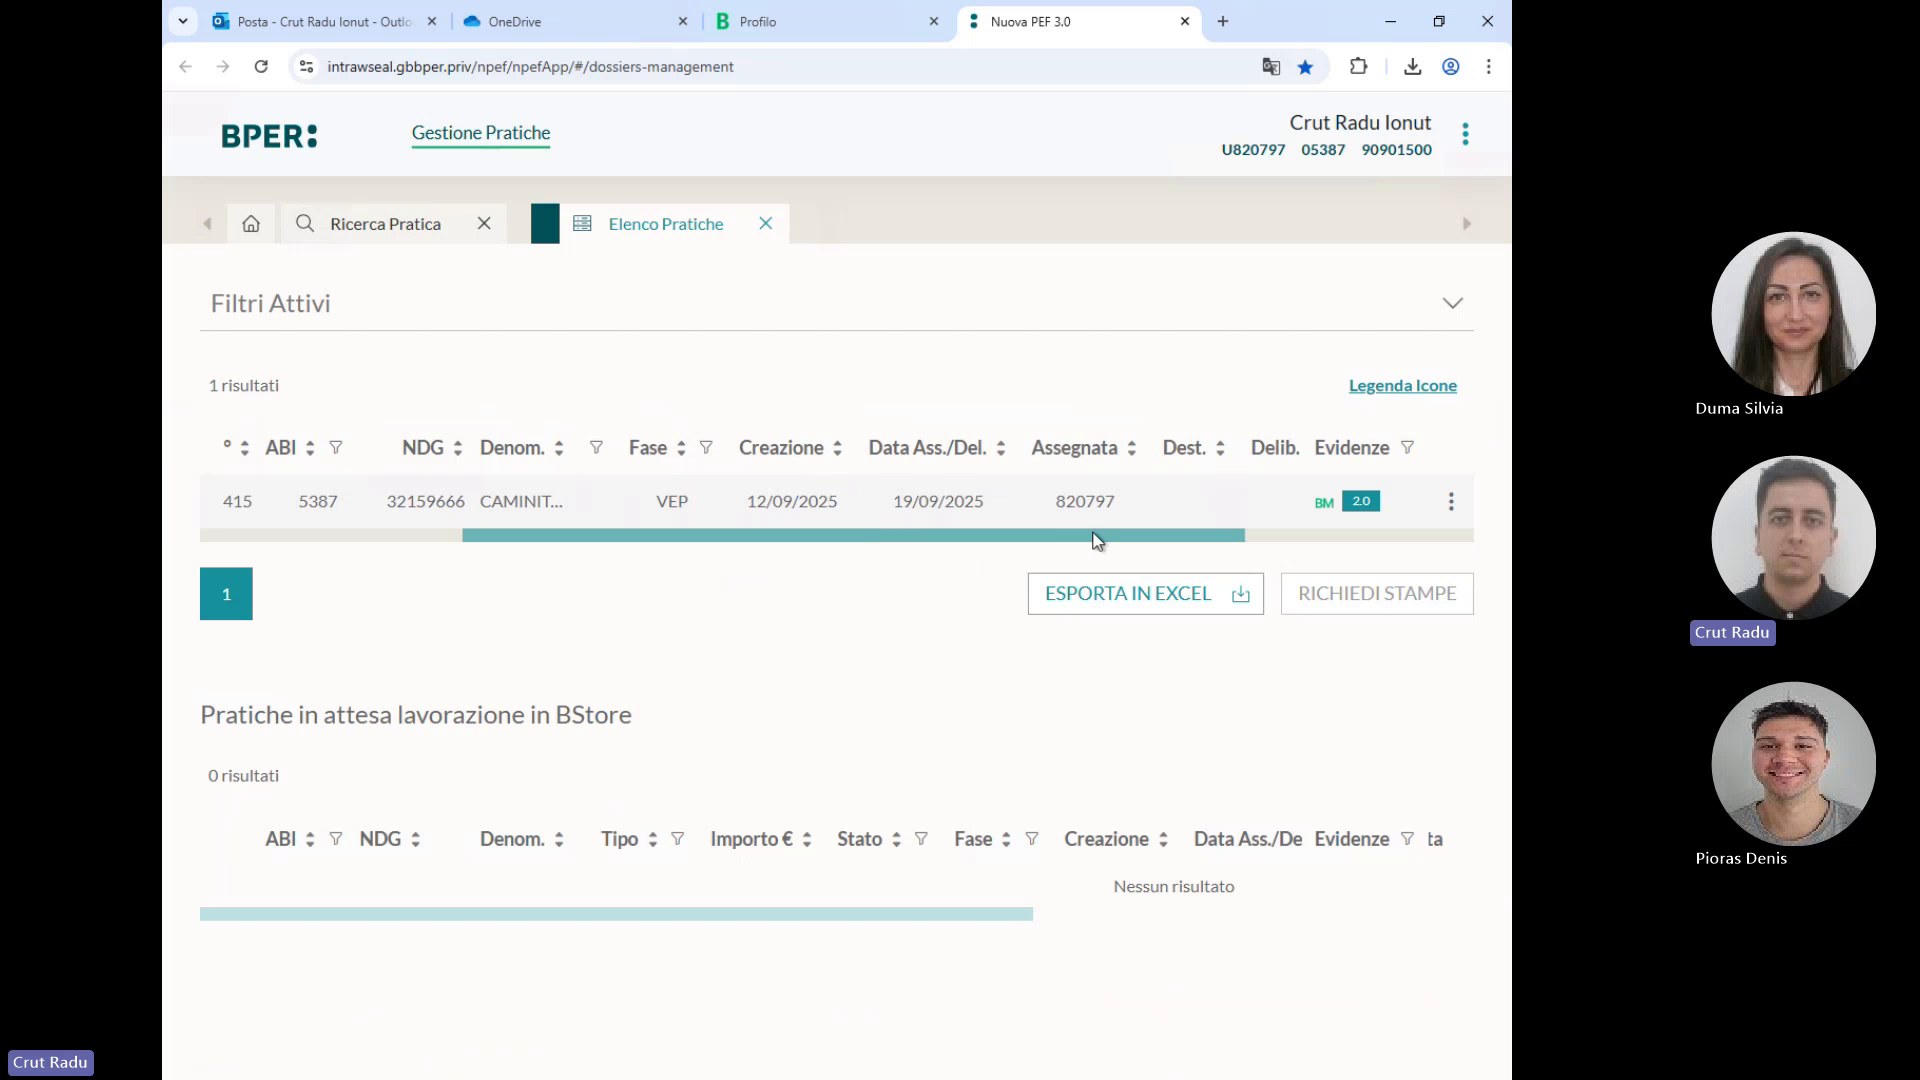 Posta - Crut Radu Ionut - Outlo
OneDrive
Profilo
Nuova PEF 3.0
intrawseal.gbbper.priv/npef/npefApp/#/dossiers-management
BPER:
Gestione Pratiche
Crut Radu Ionut
U820797 05387 90901500
Ricerca Pratica
Elenco Pratiche
Filtri Attivi
1 risultati
Legenda Icone
° ABI NDG Denom. Fase Creazione Data Ass./Del. Assegnata Dest. Delib. Evidenze
415 5387 32159666 CAMINIT... VEP 12/09/2025 19/09/2025 820797 BM 2.0
1
ESPORTA IN EXCEL
RICHIEDI STAMPE
Pratiche in attesa lavorazione in BStore
0 risultati
ABI NDG Denom. Tipo Importo € Stato Fase Creazione Data Ass./De Evidenze ta
Nessun risultato
Duma Silvia
Crut Radu
Pioras Denis
Crut Radu